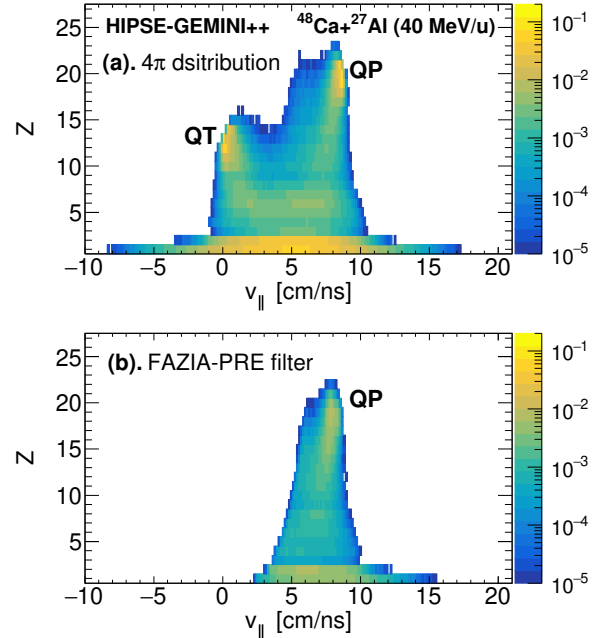 HIPSE-GEMINI++ ⁴⁸Ca+²⁷Al (40 MeV/u)
(a). 4π dsitribution
QP
QT
Z
25
20
15
10
5
−10 −5 0 5 10 15 20
v∥ [cm/ns]
10⁻¹
10⁻²
10⁻³
10⁻⁴
10⁻⁵
(b). FAZIA-PRE filter
QP
Z
25
20
15
10
5
−10 −5 0 5 10 15 20
v∥ [cm/ns]
10⁻¹
10⁻²
10⁻³
10⁻⁴
10⁻⁵